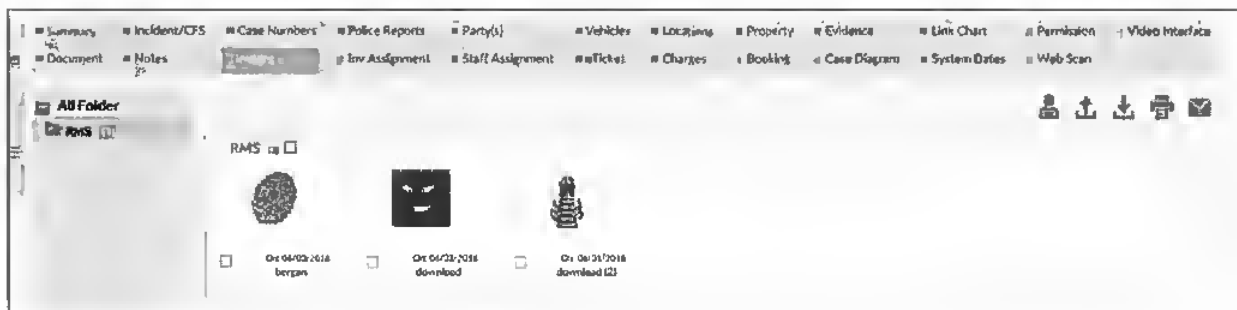 Summary Incident/CFS Case Numbers Police Reports Party(s) Vehicles Locations Property Evidence Link Chart Permission Video Interface
Document Notes Images Inv Assignment Staff Assignment eTicket Charges Booking Case Diagram System Dates Web Scan
All Folder
RMS
RMS
download
download (2)